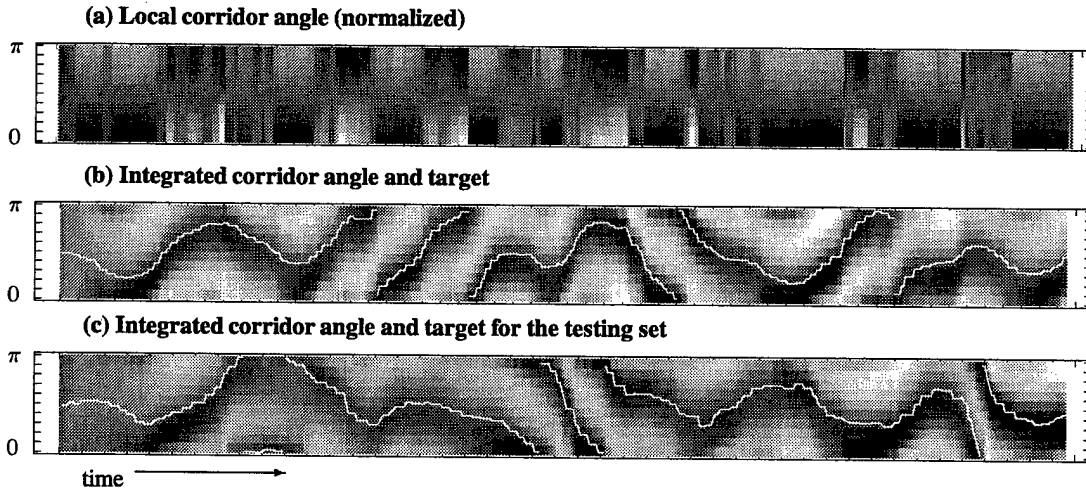 (a) Local corridor angle (normalized)
π
0
(b) Integrated corridor angle and target
π
0
(c) Integrated corridor angle and target for the testing set
π
0
time